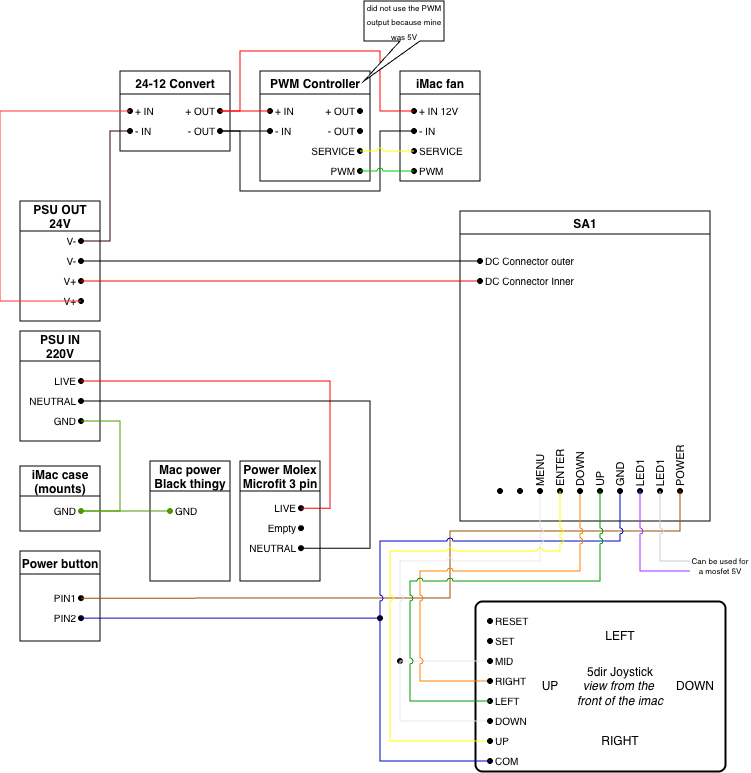 did not use the PWM
output because mine
was 5V
24-12 Convert
+ IN
+ OUT
- IN
- OUT
PWM Controller
+ IN
+ OUT
- IN
- OUT
SERVICE
PWM
iMac fan
+ IN 12V
- IN
SERVICE
PWM
PSU OUT
24V
V-
V-
V+
V+
SA1
DC Connector outer
DC Connector Inner
MENU
ENTER
DOWN
UP
GND
LED1
LED1
POWER
PSU IN
220V
LIVE
NEUTRAL
GND
iMac case
(mounts)
GND
Mac power
Black thingy
GND
Power Molex
Microfit 3 pin
LIVE
Empty
NEUTRAL
Power button
PIN1
PIN2
Can be used for
a mosfet 5V
RESET
SET
MID
RIGHT
LEFT
DOWN
UP
COM
LEFT
UP
5dir Joystick
view from the
front of the imac
DOWN
RIGHT